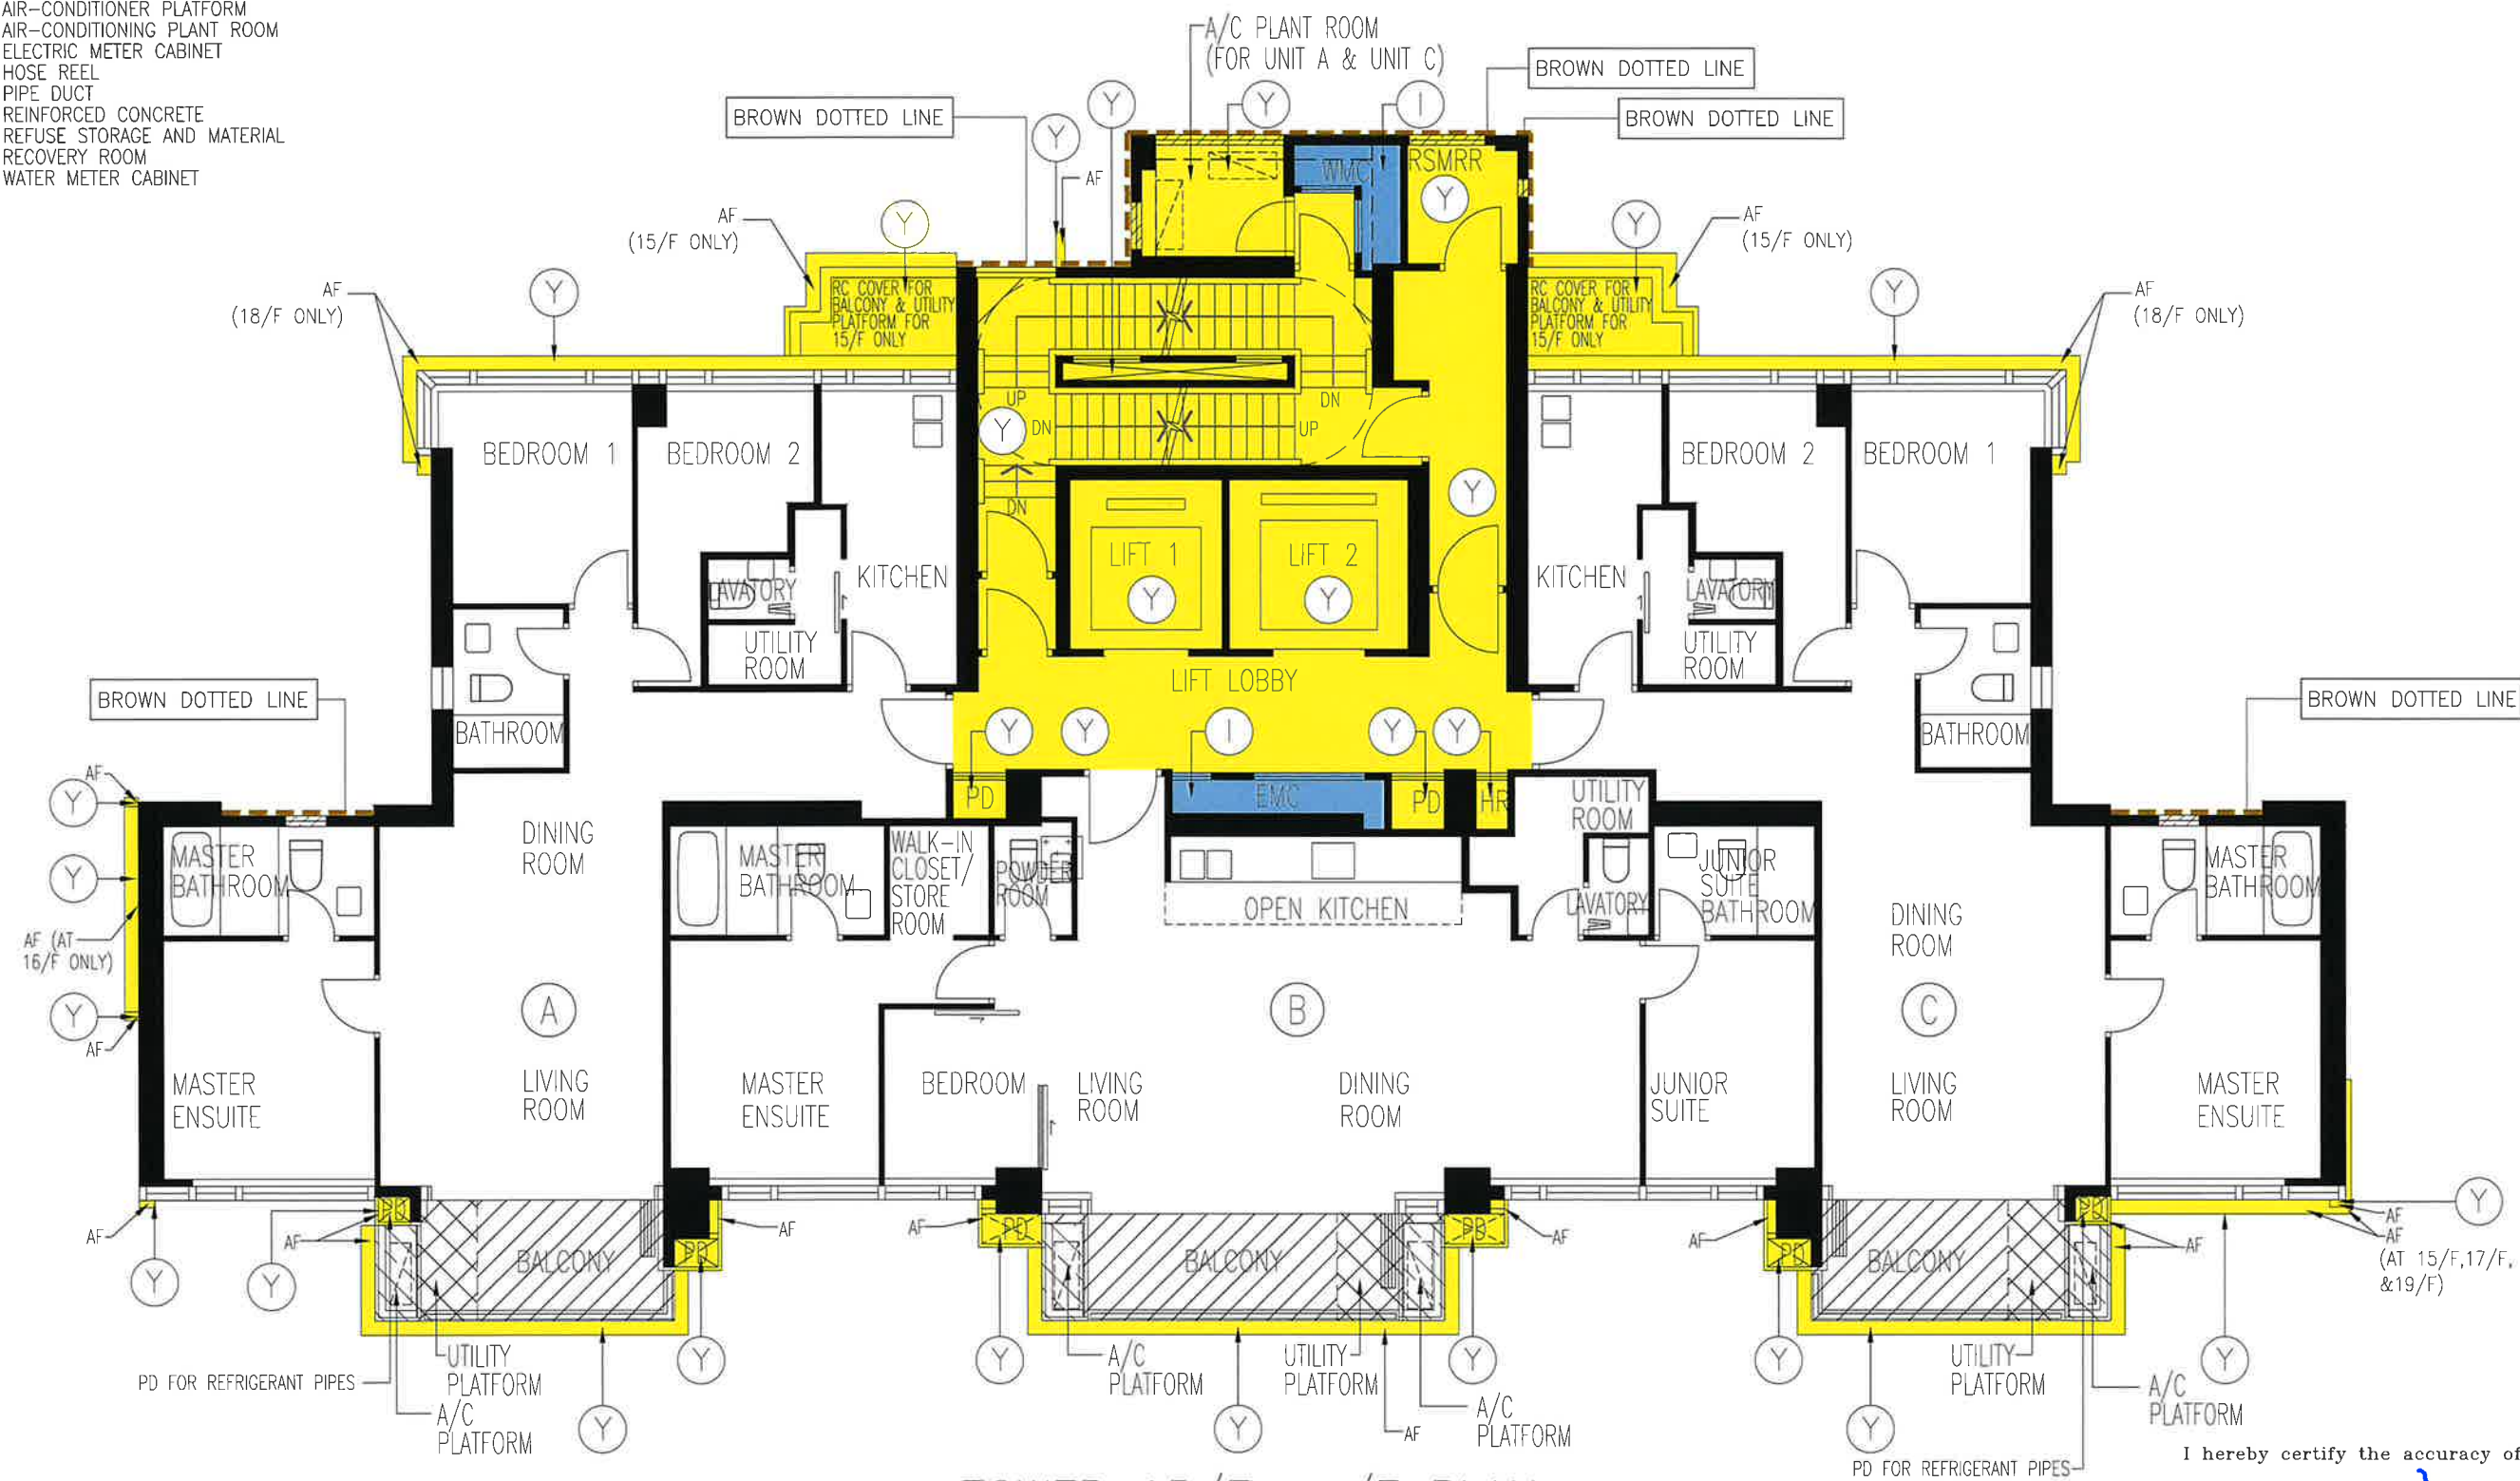 AIR-CONDITIONER PLATFORM
AIR-CONDITIONING PLANT ROOM
ELECTRIC METER CABINET
HOSE REEL
PIPE DUCT
REINFORCED CONCRETE
REFUSE STORAGE AND MATERIAL
RECOVERY ROOM
WATER METER CABINET
A/C PLANT ROOM
(FOR UNIT A & UNIT C)
BROWN DOTTED LINE
BROWN DOTTED LINE
BROWN DOTTED LINE
Y
Y
I
Y
AF
WMC
RSMRR
Y
AF
(15/F ONLY)
Y
Y
AF
(15/F ONLY)
AF
(18/F ONLY)
Y
RC COVER FOR
BALCONY & UTILITY
PLATFORM FOR
15/F ONLY
RC COVER FOR
BALCONY & UTILITY
PLATFORM FOR
15/F ONLY
Y
AF
(18/F ONLY)
UP
DN
Y
DN
UP
BEDROOM 1
BEDROOM 2
BEDROOM 2
BEDROOM 1
Y
DN
LIFT 1
Y
LIFT 2
Y
LAVATORY
KITCHEN
KITCHEN
LAVATORY
UTILITY
ROOM
UTILITY
ROOM
LIFT LOBBY
BROWN DOTTED LINE
BATHROOM
BATHROOM
BROWN DOTTED LINE
Y
Y
I
Y
Y
AF
Y
PD
EMC
PD
HR
UTILITY
ROOM
DINING
ROOM
MASTER
BATHROOM
MASTER
BATHROOM
WALK-IN
CLOSET/
STORE
ROOM
POWDER
ROOM
OPEN KITCHEN
LAVATORY
JUNIOR
SUITE
BATHROOM
DINING
ROOM
MASTER
BATHROOM
Y
AF (AT
16/F ONLY)
Y
AF
A
B
C
MASTER
ENSUITE
LIVING
ROOM
MASTER
ENSUITE
BEDROOM
LIVING
ROOM
DINING
ROOM
JUNIOR
SUITE
LIVING
ROOM
MASTER
ENSUITE
AF
Y
Y
AF
PD
BALCONY
PD
AF
AF
PD
BALCONY
PD
AF
AF
PD
BALCONY
PD
AF
AF
AF
(AT 15/F,17/F,
&19/F)
Y
PD FOR REFRIGERANT PIPES
UTILITY
PLATFORM
A/C
PLATFORM
Y
Y
Y
A/C
PLATFORM
Y
UTILITY
PLATFORM
AF
Y
A/C
PLATFORM
Y
Y
PD FOR REFRIGERANT PIPES
UTILITY
PLATFORM
A/C
PLATFORM
Y
I hereby certify the accuracy of